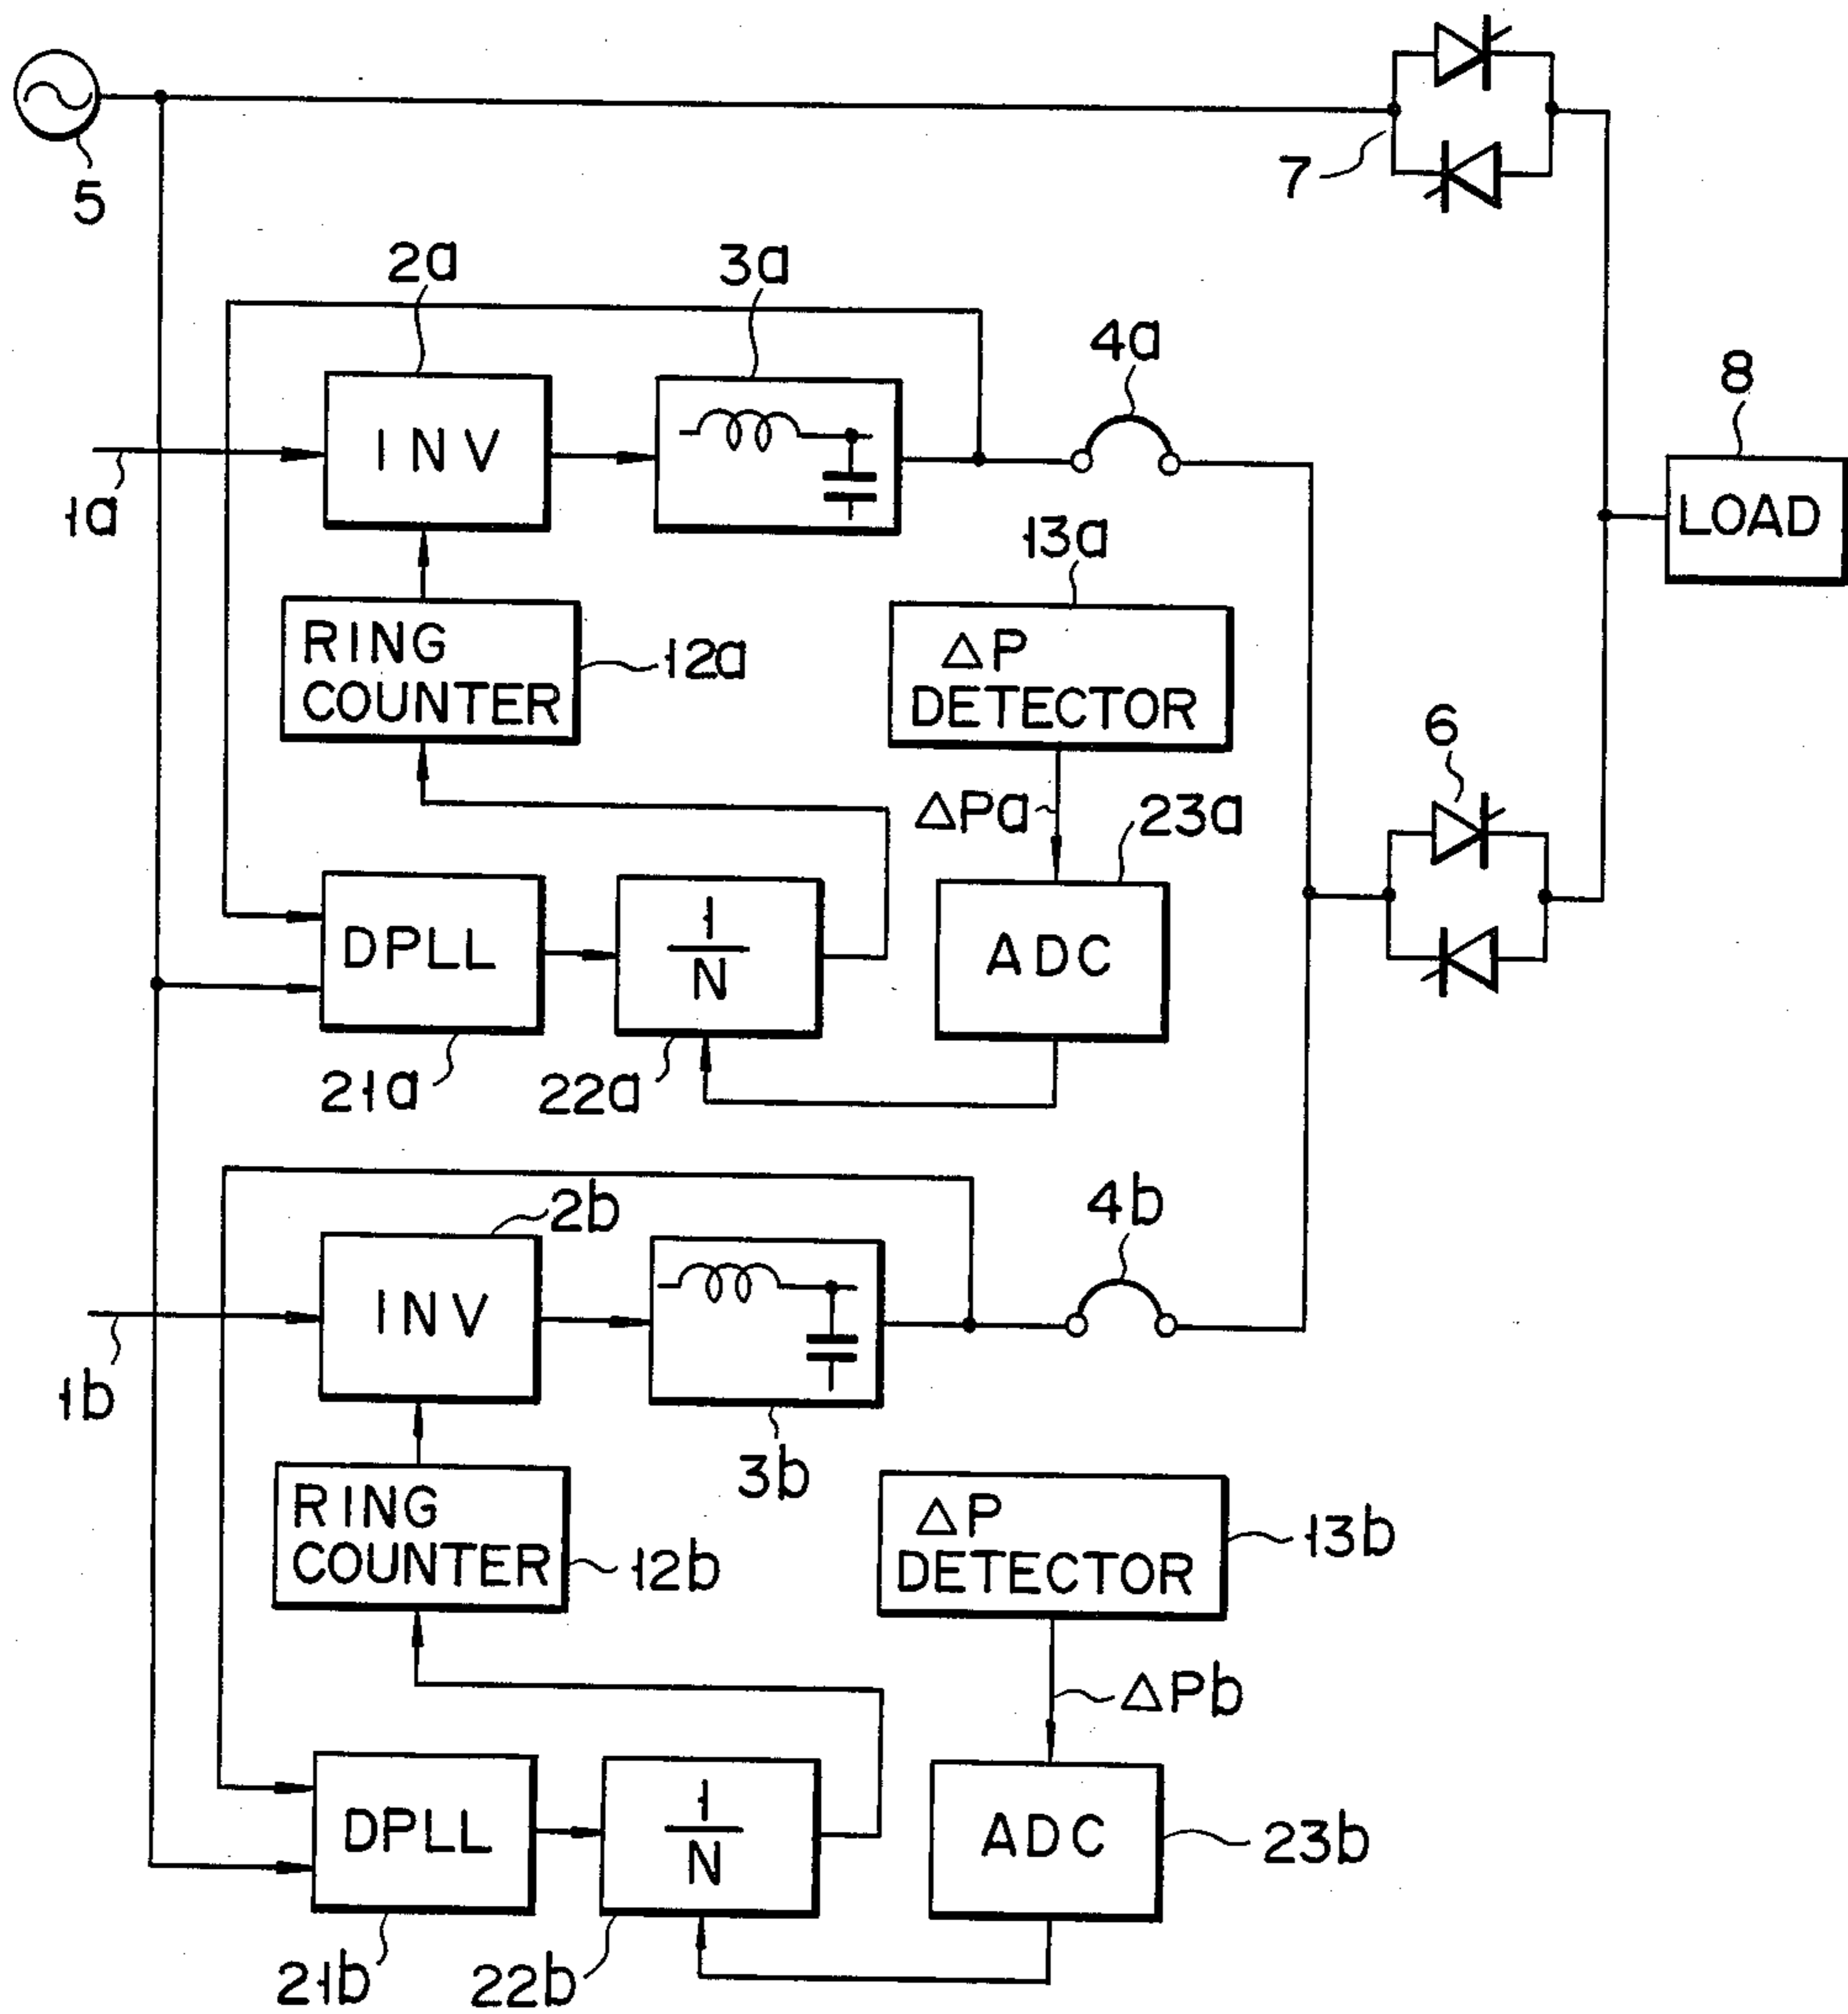 5
7
2a
3a
4a
8
INV
1a
LOAD
13a
RING
COUNTER
12a
ΔP
DETECTOR
6
ΔPa
23a
DPLL
1
N
ADC
21a
22a
2b
4b
INV
1b
3b
RING
COUNTER
12b
ΔP
DETECTOR
13b
ΔPb
DPLL
1
N
ADC
23b
21b
22b